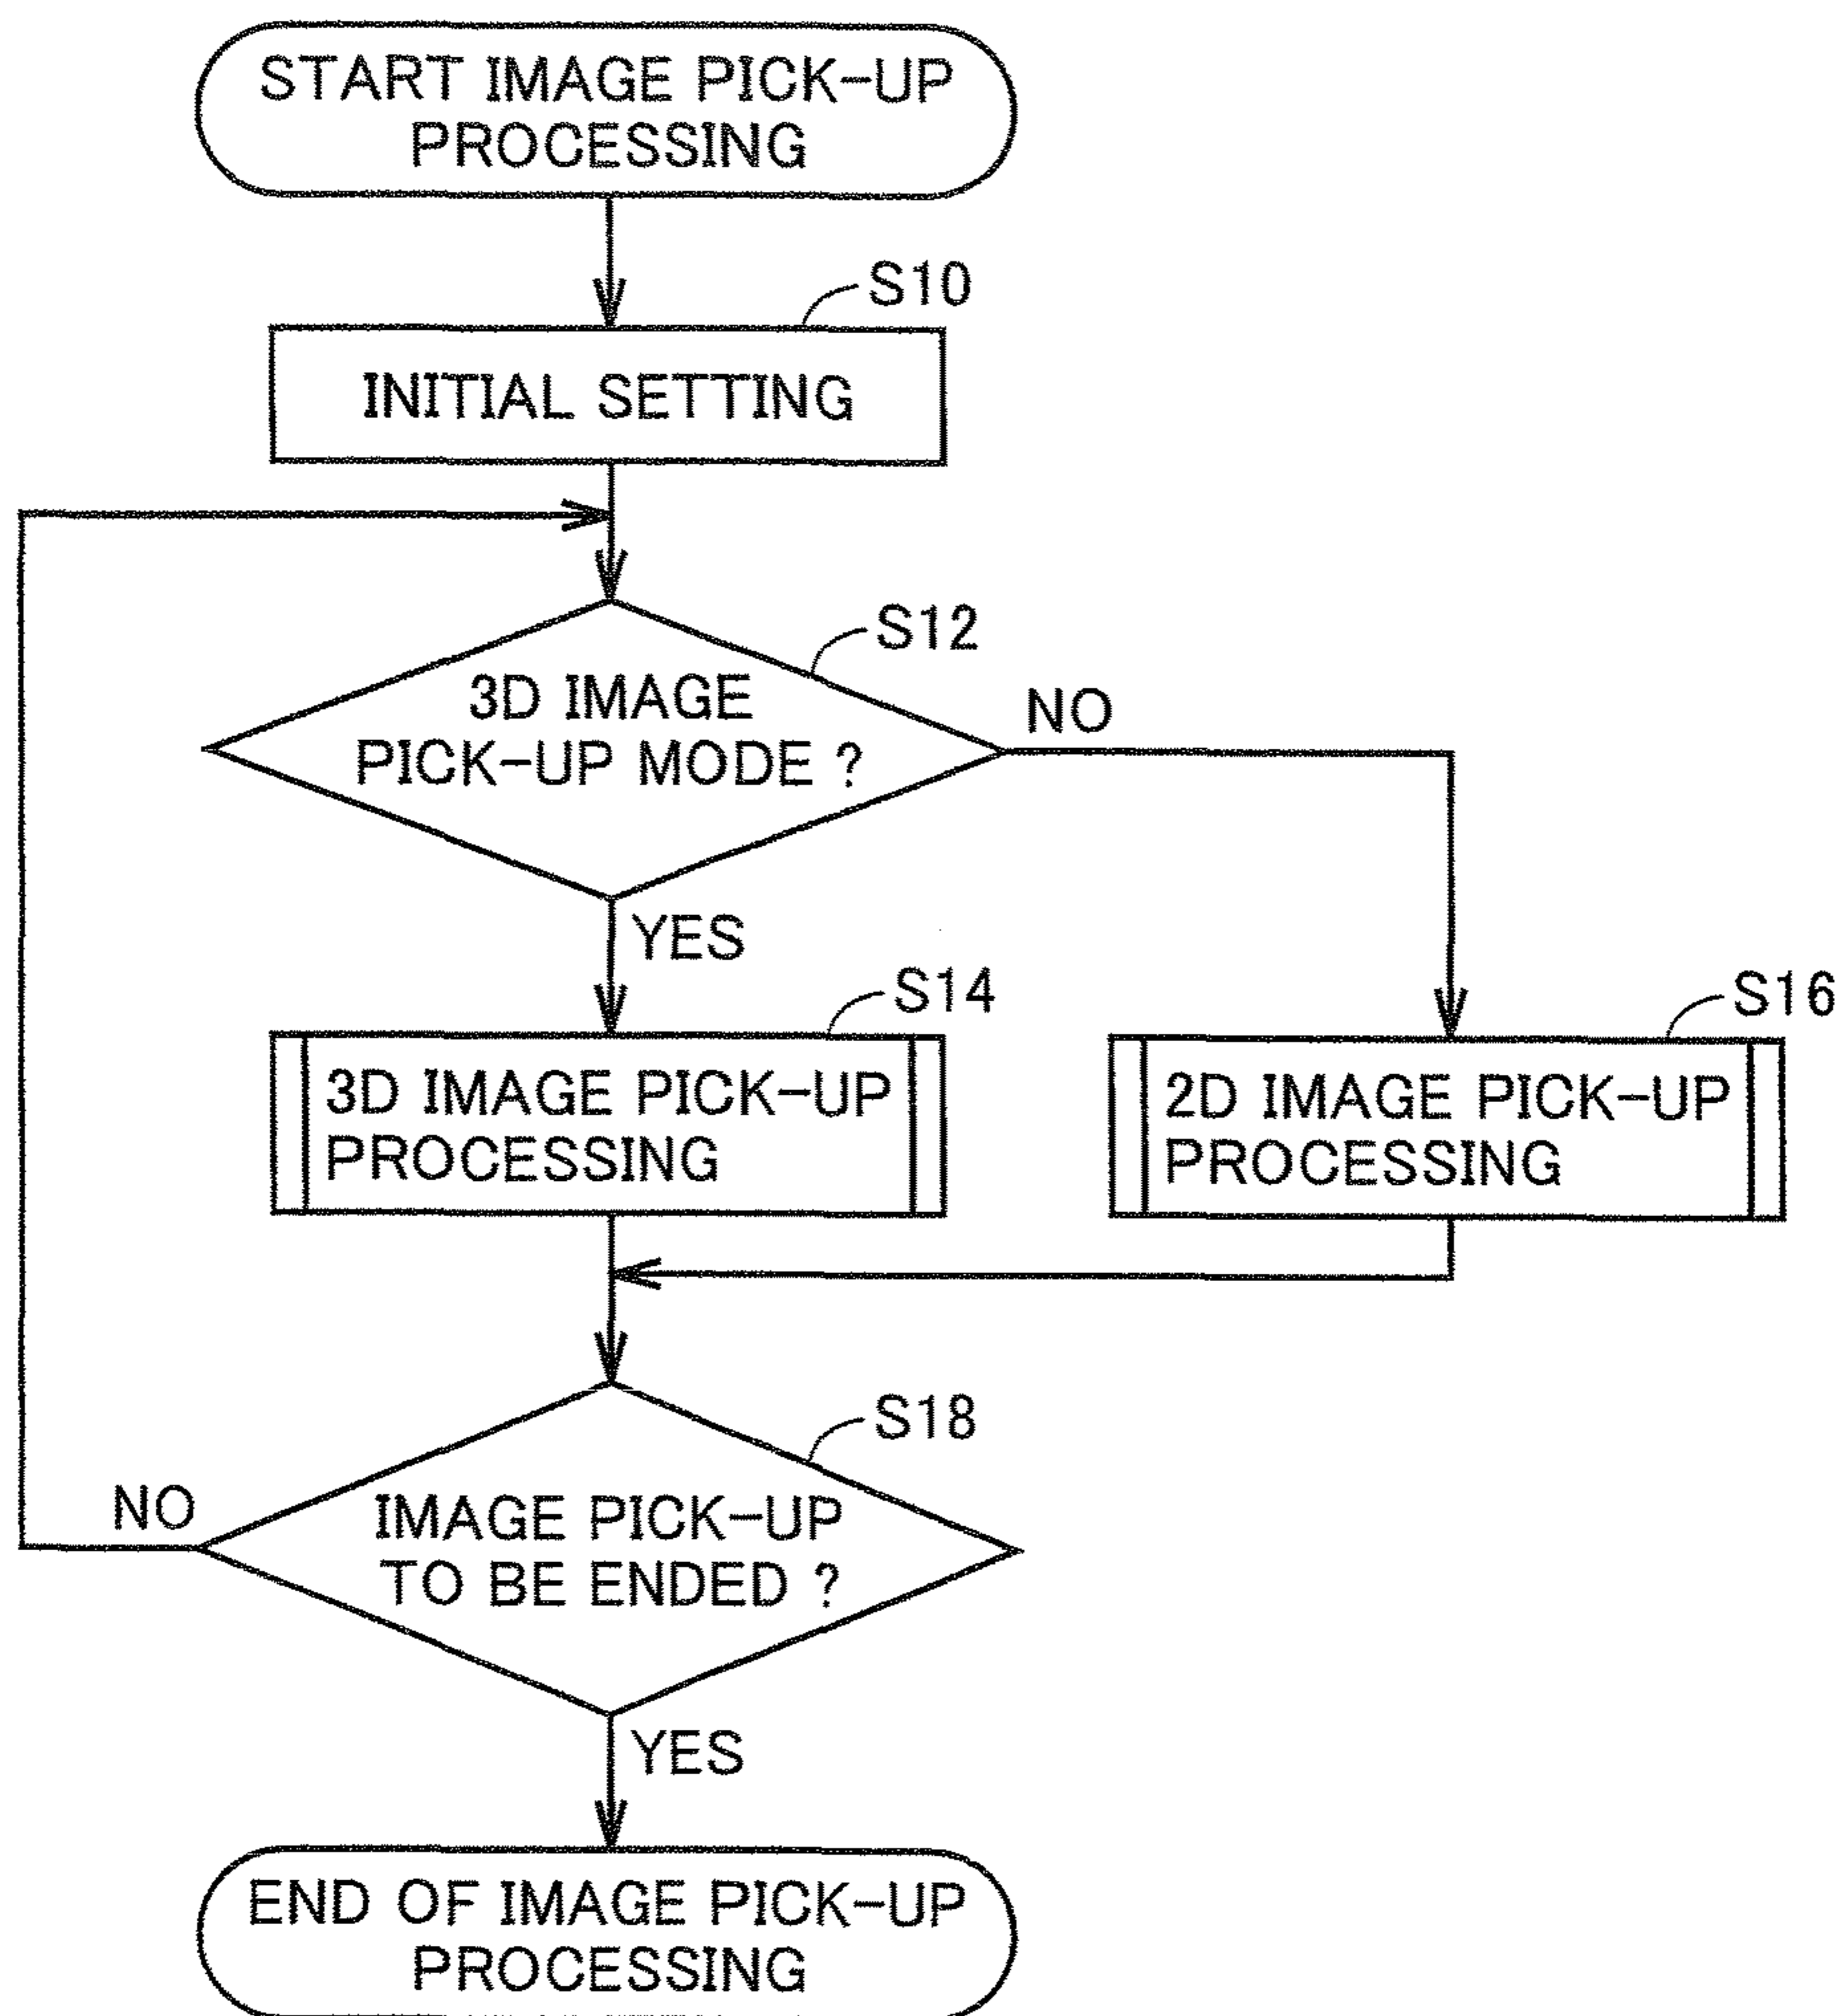 START IMAGE PICK-UP
PROCESSING
S10
INITIAL SETTING
S12
3D IMAGE
PICK-UP MODE ?
NO
YES
S14
3D IMAGE PICK-UP
PROCESSING
S16
2D IMAGE PICK-UP
PROCESSING
S18
IMAGE PICK-UP
TO BE ENDED ?
NO
YES
END OF IMAGE PICK-UP
PROCESSING